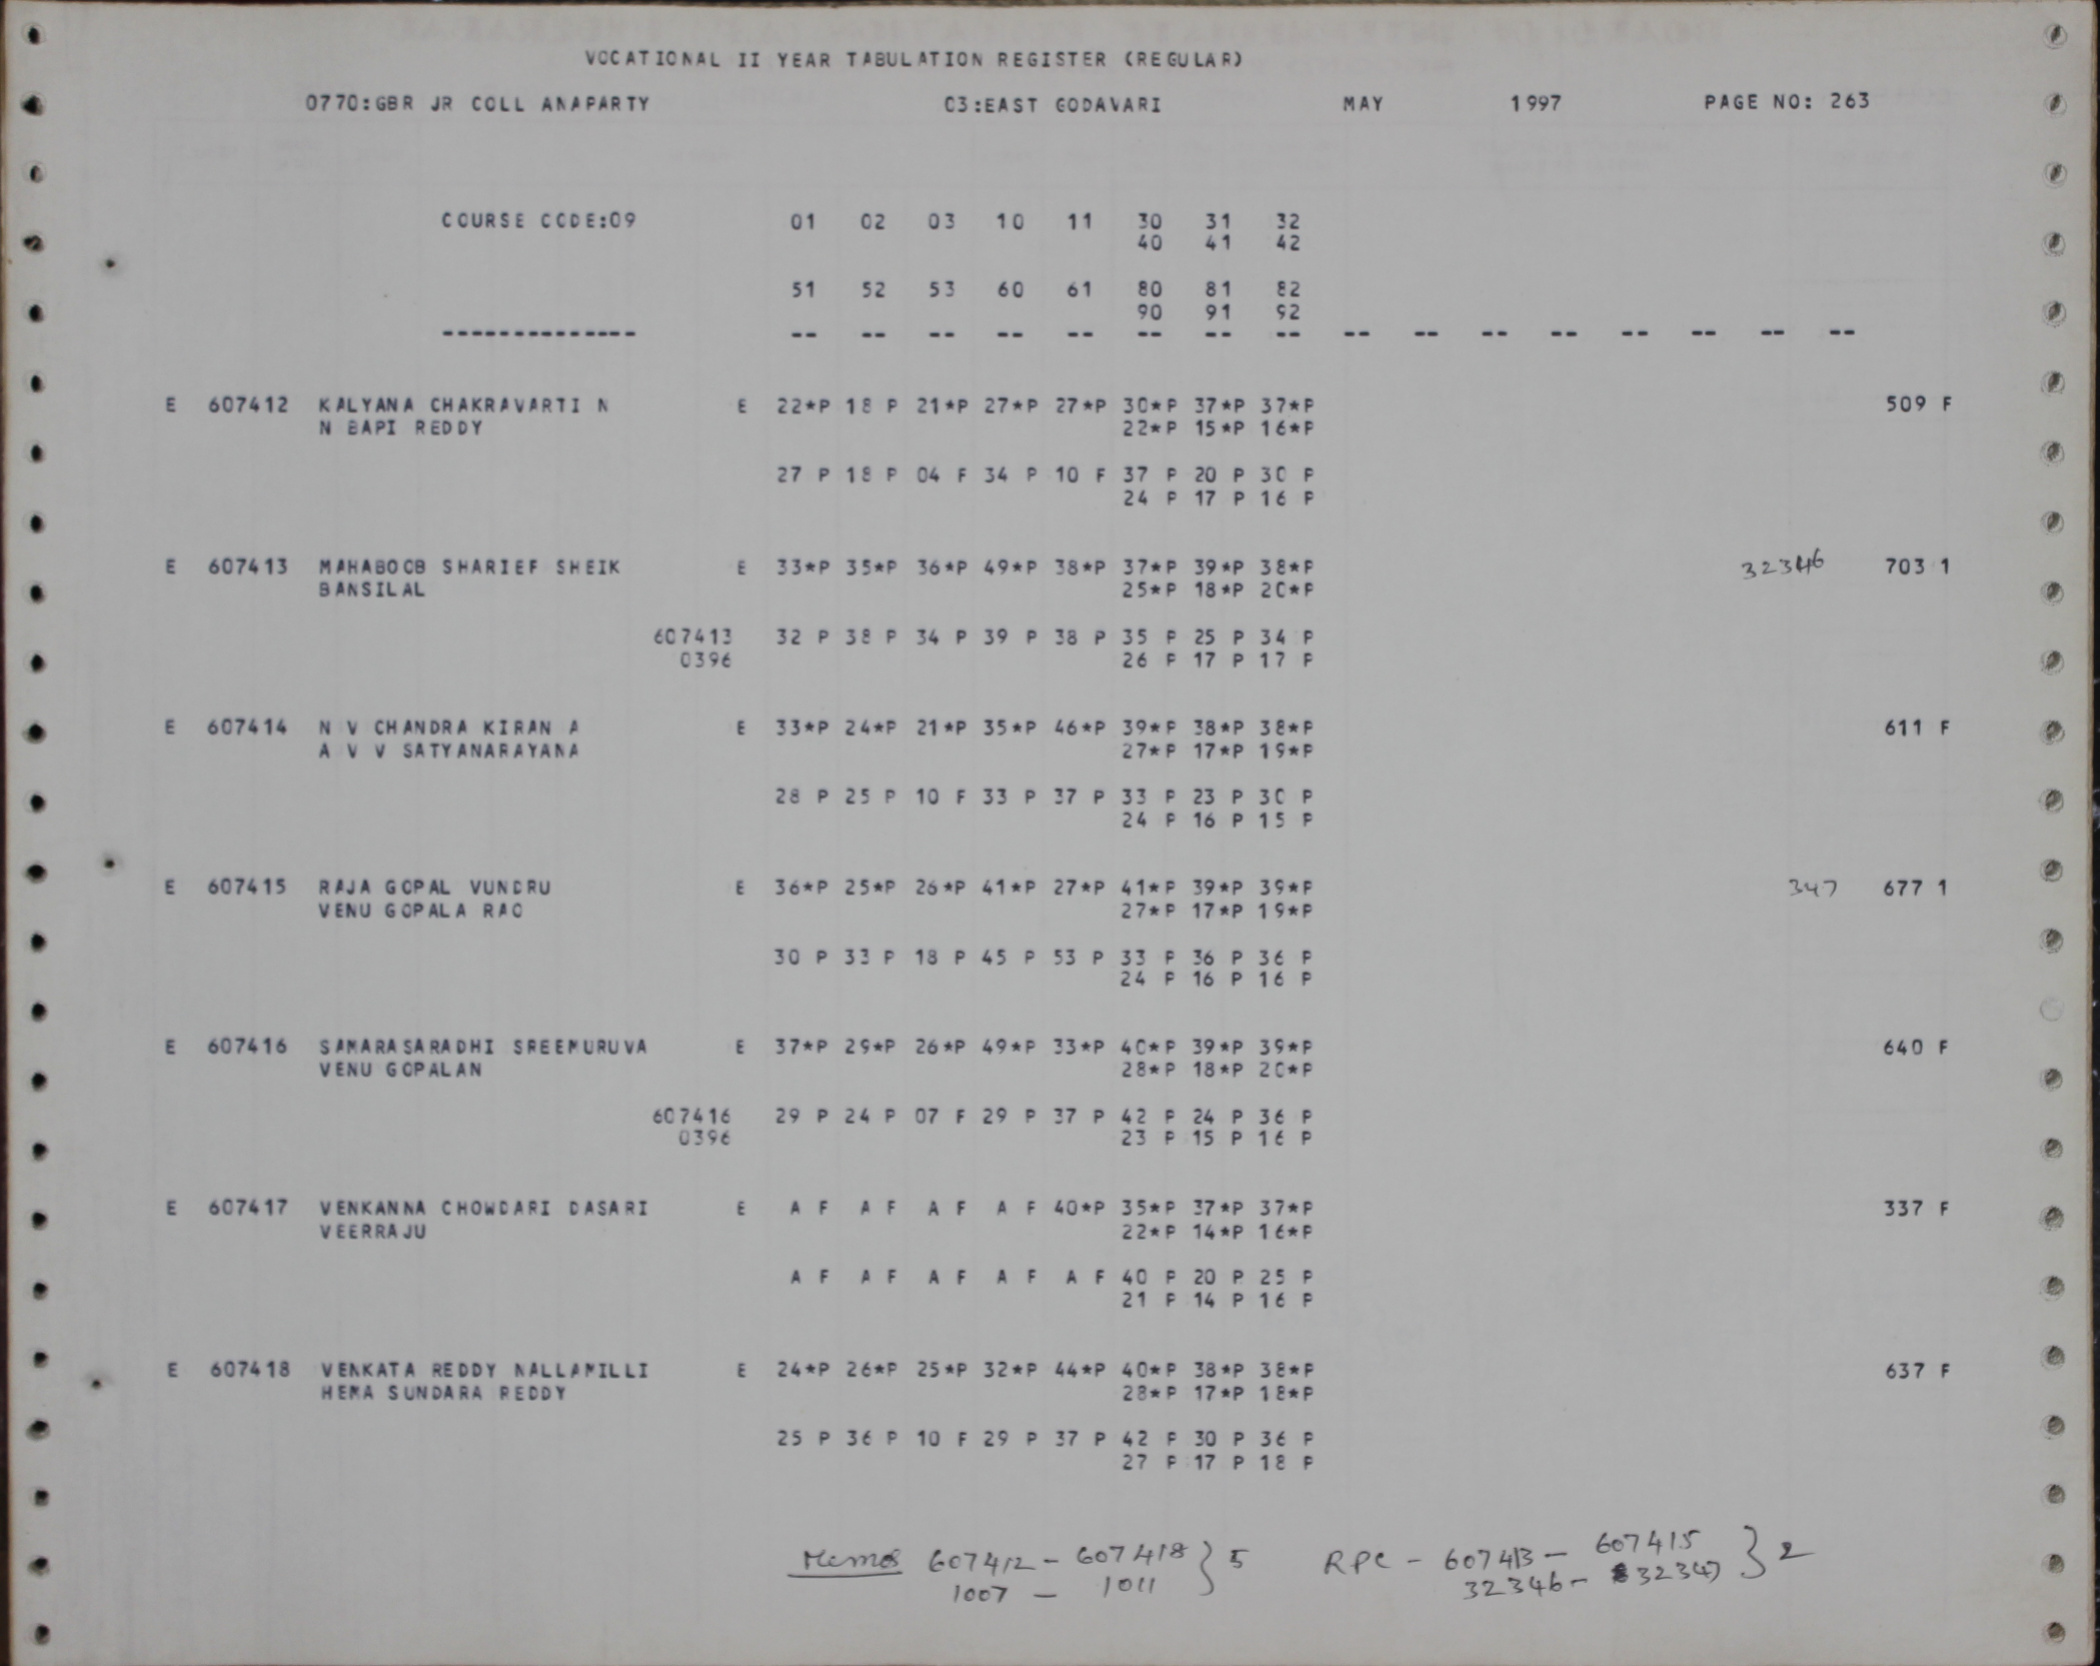 VOCATIONAL II YEAR TABULATION REGISTER (REGULAR)
0770:GBR JR COLL ANAPARTY 03:EAST GODAVARI MAY 1997 PAGE NO: 263
COURSE CODE:09 01 02 03 10 11 30 31 32
40 41 42
51 52 53 60 61 80 81 82
90 91 92
-------------- -- -- -- -- -- -- -- -- -- -- -- -- -- -- -- --
E 607412 KALYANA CHAKRAVARTI N E 22*P 18 P 21*P 27*P 27*P 30*P 37*P 37*P 509 F
N BAPI REDDY 22*P 15*P 16*P
27 P 18 P 04 F 34 P 10 F 37 P 20 P 30 P
24 P 17 P 16 P
E 607413 MAHABOOB SHARIEF SHEIK E 33*P 35*P 36*P 49*P 38*P 37*P 39*P 38*P 32346 703 1
BANSILAL 25*P 18*P 20*P
607413 32 P 38 P 34 P 39 P 38 P 35 P 25 P 34 P
0396 26 P 17 P 17 P
E 607414 N V CHANDRA KIRAN A E 33*P 24*P 21*P 35*P 46*P 39*P 38*P 38*P 611 F
A V V SATYANARAYANA 27*P 17*P 19*P
28 P 25 P 10 F 33 P 37 P 33 P 23 P 30 P
24 P 16 P 15 P
E 607415 RAJA GOPAL VUNDRU E 36*P 25*P 26*P 41*P 27*P 41*P 39*P 39*P 347 677 1
VENU GOPALA RAO 27*P 17*P 19*P
30 P 33 P 18 P 45 P 53 P 33 P 36 P 36 P
24 P 16 P 16 P
E 607416 SAMARASARADHI SREEMURUVA E 37*P 29*P 26*P 49*P 33*P 40*P 39*P 39*P 640 F
VENU GOPALAN 28*P 18*P 20*P
607416 29 P 24 P 07 F 29 P 37 P 42 P 24 P 36 P
0396 23 P 15 P 16 P
E 607417 VENKANNA CHOWDARI DASARI E A F A F A F A F 40*P 35*P 37*P 37*P 337 F
VEERRAJU 22*P 14*P 16*P
A F A F A F A F A F 40 P 20 P 25 P
21 P 14 P 16 P
E 607418 VENKATA REDDY NALLAMILLI E 24*P 26*P 25*P 32*P 44*P 40*P 38*P 38*P 637 F
HEMA SUNDARA REDDY 28*P 17*P 18*P
25 P 36 P 10 F 29 P 37 P 42 P 30 P 36 P
27 P 17 P 18 P
Memos 607412 - 607418 } 5 RPC - 607413 - 607415 } 2
1007 - 1011 32346 - 32347